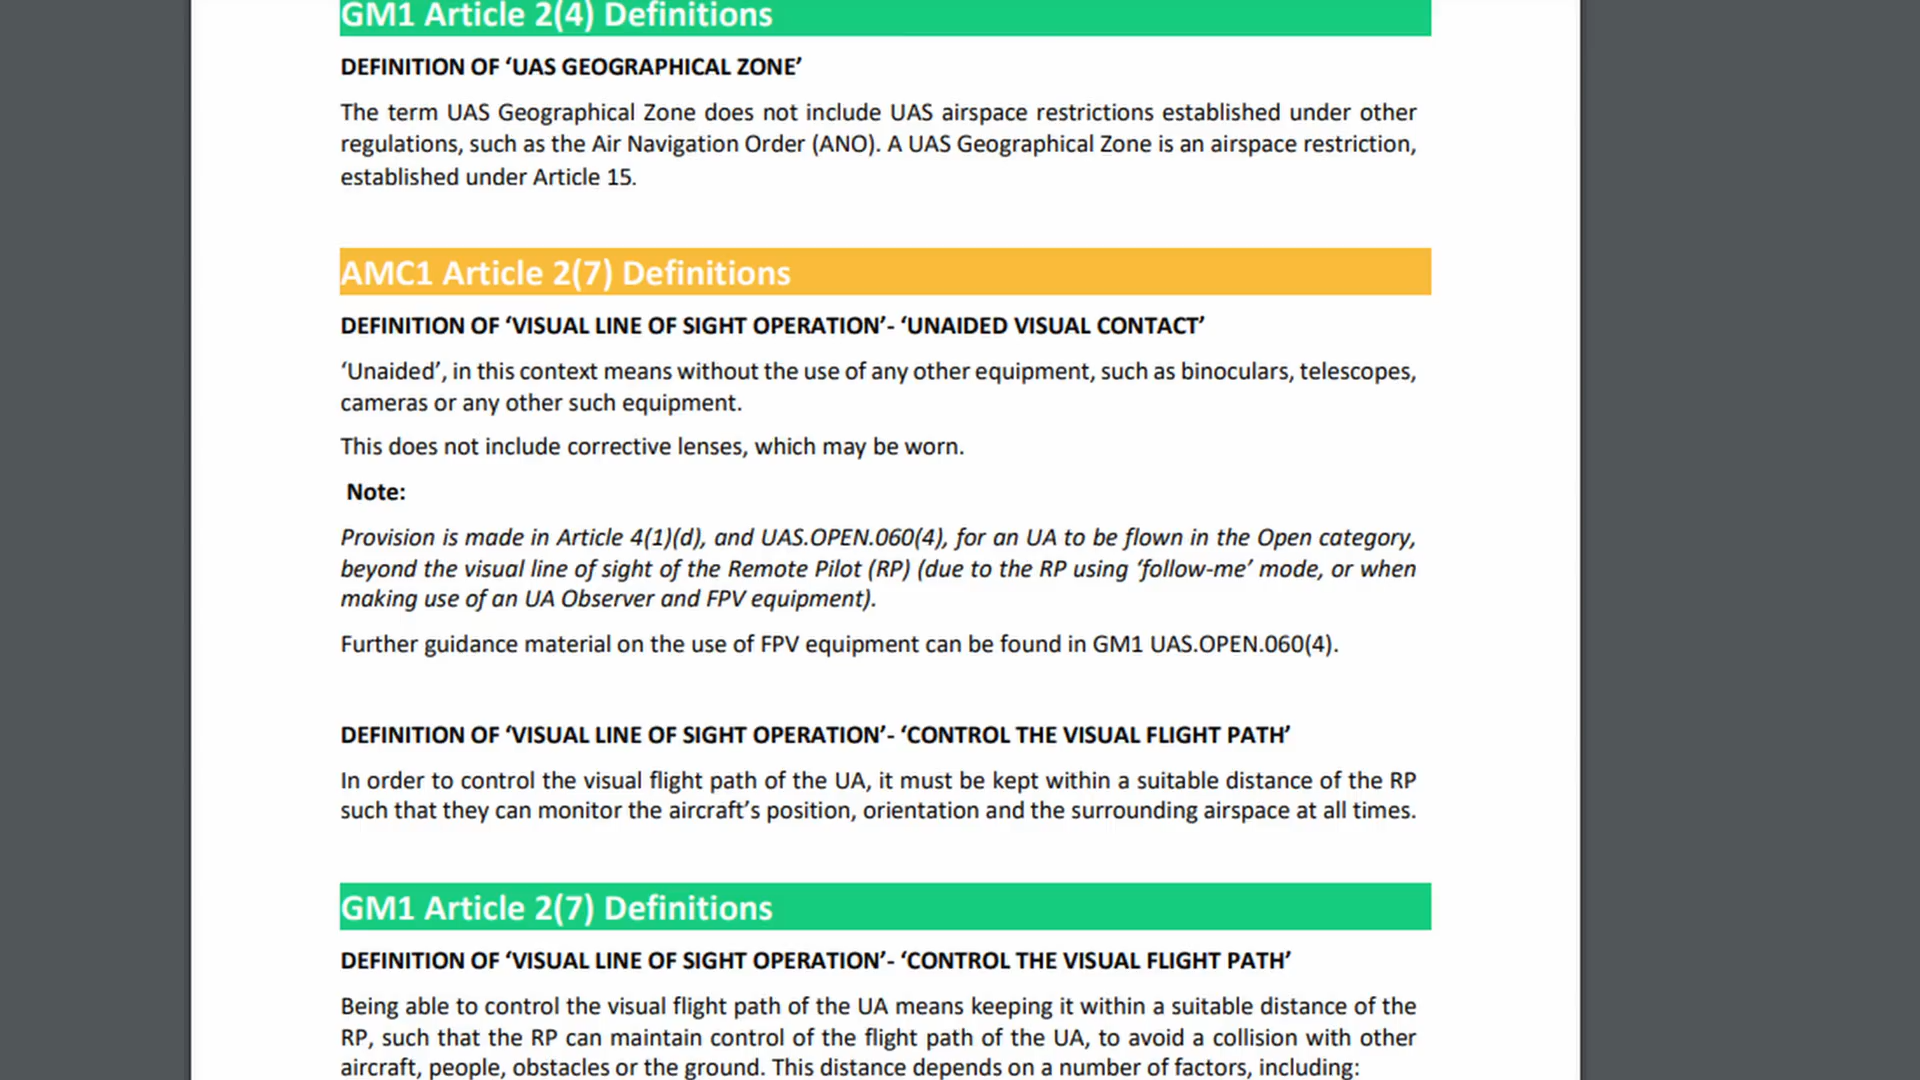 GM1 Article 2(4) Definitions
DEFINITION OF ‘UAS GEOGRAPHICAL ZONE’
The term UAS Geographical Zone does not include UAS airspace restrictions established under other
regulations, such as the Air Navigation Order (ANO). A UAS Geographical Zone is an airspace restriction,
established under Article 15.
AMC1 Article 2(7) Definitions
DEFINITION OF ‘VISUAL LINE OF SIGHT OPERATION’- ‘UNAIDED VISUAL CONTACT’
‘Unaided’, in this context means without the use of any other equipment, such as binoculars, telescopes,
cameras or any other such equipment.
This does not include corrective lenses, which may be worn.
Note:
Provision is made in Article 4(1)(d), and UAS.OPEN.060(4), for an UA to be flown in the Open category,
beyond the visual line of sight of the Remote Pilot (RP) (due to the RP using ‘follow-me’ mode, or when
making use of an UA Observer and FPV equipment).
Further guidance material on the use of FPV equipment can be found in GM1 UAS.OPEN.060(4).
DEFINITION OF ‘VISUAL LINE OF SIGHT OPERATION’- ‘CONTROL THE VISUAL FLIGHT PATH’
In order to control the visual flight path of the UA, it must be kept within a suitable distance of the RP
such that they can monitor the aircraft’s position, orientation and the surrounding airspace at all times.
GM1 Article 2(7) Definitions
DEFINITION OF ‘VISUAL LINE OF SIGHT OPERATION’- ‘CONTROL THE VISUAL FLIGHT PATH’
Being able to control the visual flight path of the UA means keeping it within a suitable distance of the
RP, such that the RP can maintain control of the flight path of the UA, to avoid a collision with other
aircraft, people, obstacles or the ground. This distance depends on a number of factors, including: